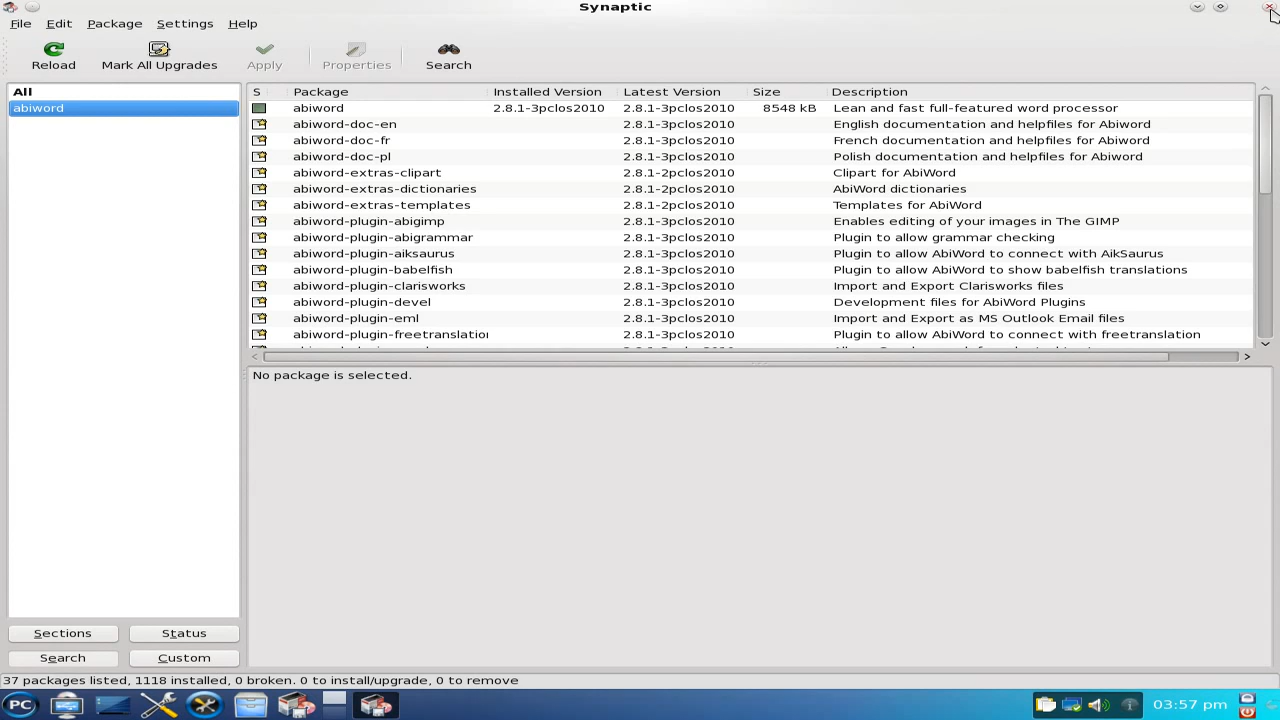 Synaptic
File Edit Package Settings Help
Reload Mark All Upgrades Apply Properties Search
All
abiword
S Package Installed Version Latest Version Size Description
abiword 2.8.1-3pclos2010 2.8.1-3pclos2010 8548 kB Lean and fast full-featured word processor
abiword-doc-en 2.8.1-3pclos2010 English documentation and helpfiles for Abiword
abiword-doc-fr 2.8.1-3pclos2010 French documentation and helpfiles for Abiword
abiword-doc-pl 2.8.1-3pclos2010 Polish documentation and helpfiles for Abiword
abiword-extras-clipart 2.8.1-2pclos2010 Clipart for AbiWord
abiword-extras-dictionaries 2.8.1-2pclos2010 AbiWord dictionaries
abiword-extras-templates 2.8.1-2pclos2010 Templates for AbiWord
abiword-plugin-abigimp 2.8.1-3pclos2010 Enables editing of your images in The GIMP
abiword-plugin-abigrammar 2.8.1-3pclos2010 Plugin to allow grammar checking
abiword-plugin-aiksaurus 2.8.1-3pclos2010 Plugin to allow AbiWord to connect with AikSaurus
abiword-plugin-babelfish 2.8.1-3pclos2010 Plugin to allow AbiWord to show babelfish translations
abiword-plugin-clarisworks 2.8.1-3pclos2010 Import and Export Clarisworks files
abiword-plugin-devel 2.8.1-3pclos2010 Development files for AbiWord Plugins
abiword-plugin-eml 2.8.1-3pclos2010 Import and Export as MS Outlook Email files
abiword-plugin-freetranslatio 2.8.1-3pclos2010 Plugin to allow AbiWord to connect with freetranslation
No package is selected.
Sections Status
Search Custom
37 packages listed, 1118 installed, 0 broken. 0 to install/upgrade, 0 to remove
PC 03:57 pm